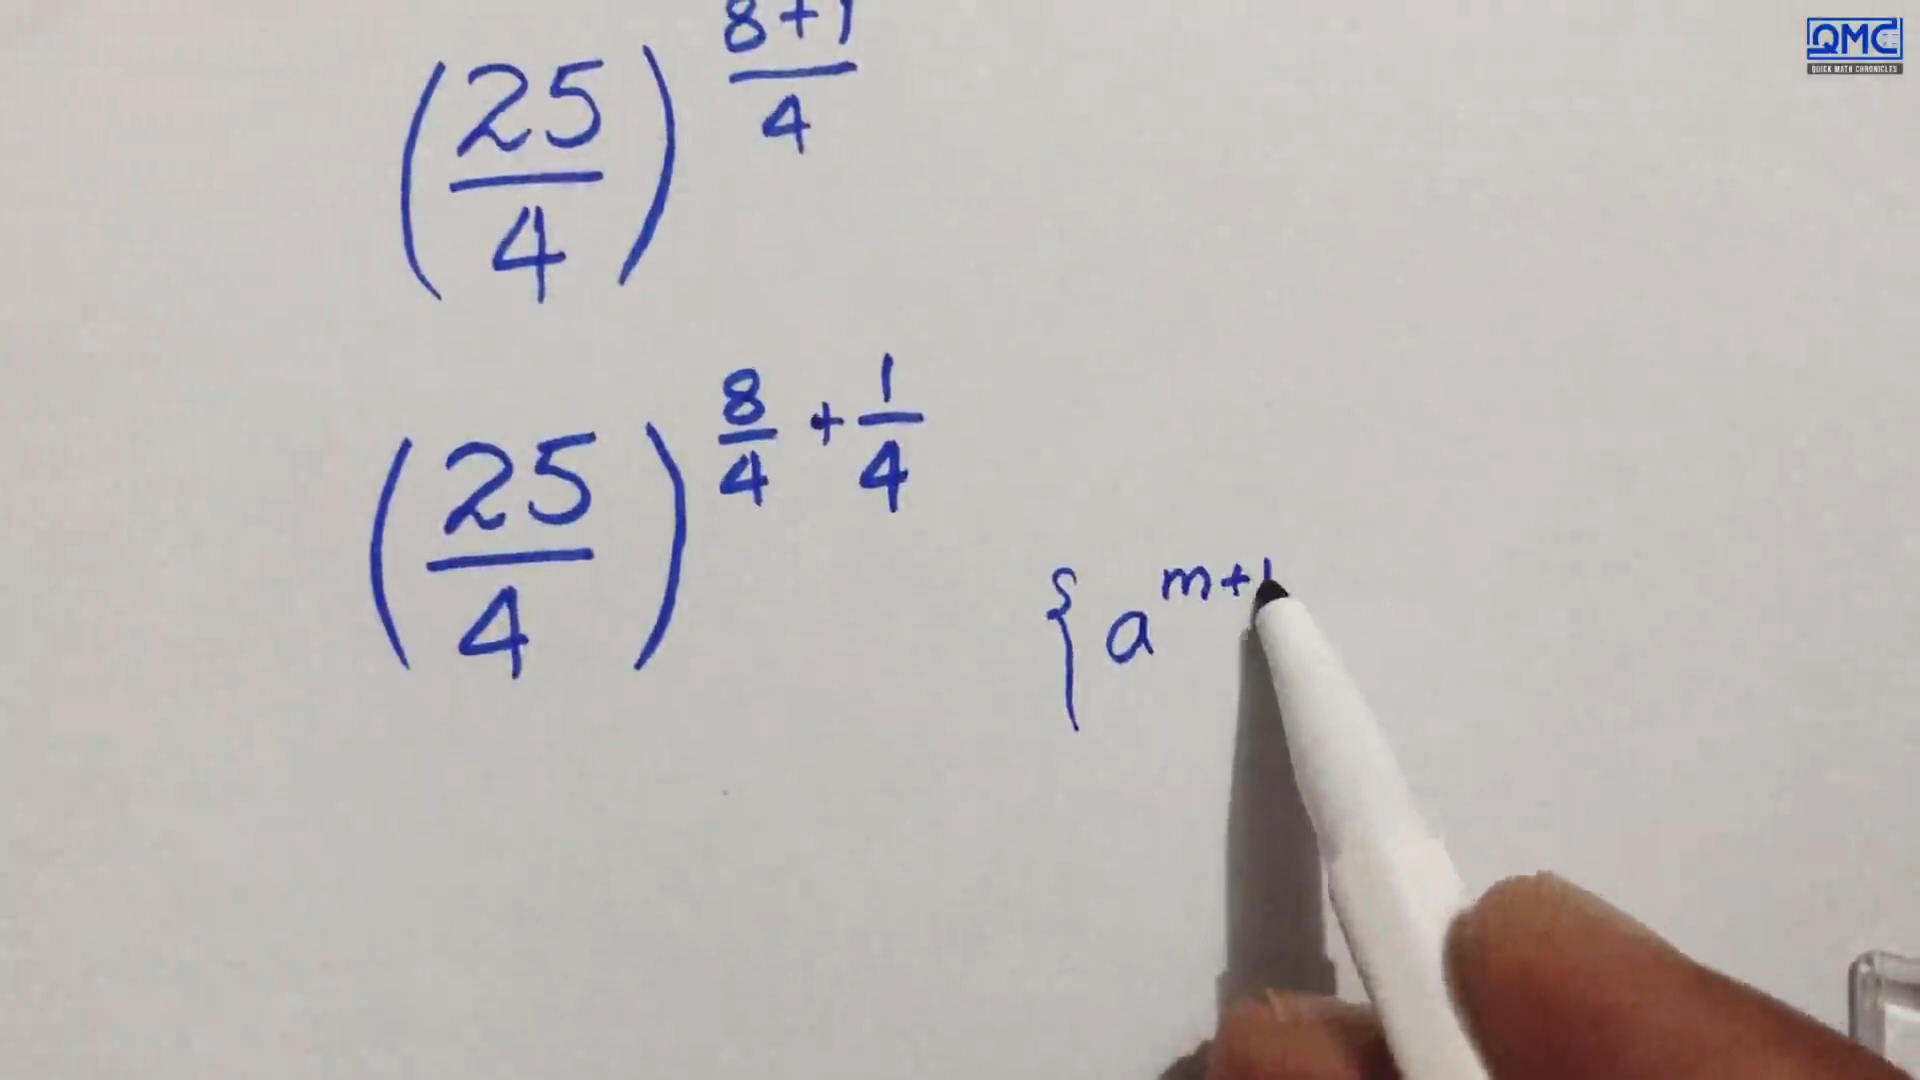 QMC
QUICK MATH CHRONICLES
(25/4)^((8+1)/4)
(25/4)^(8/4 + 1/4)
{ a^(m+